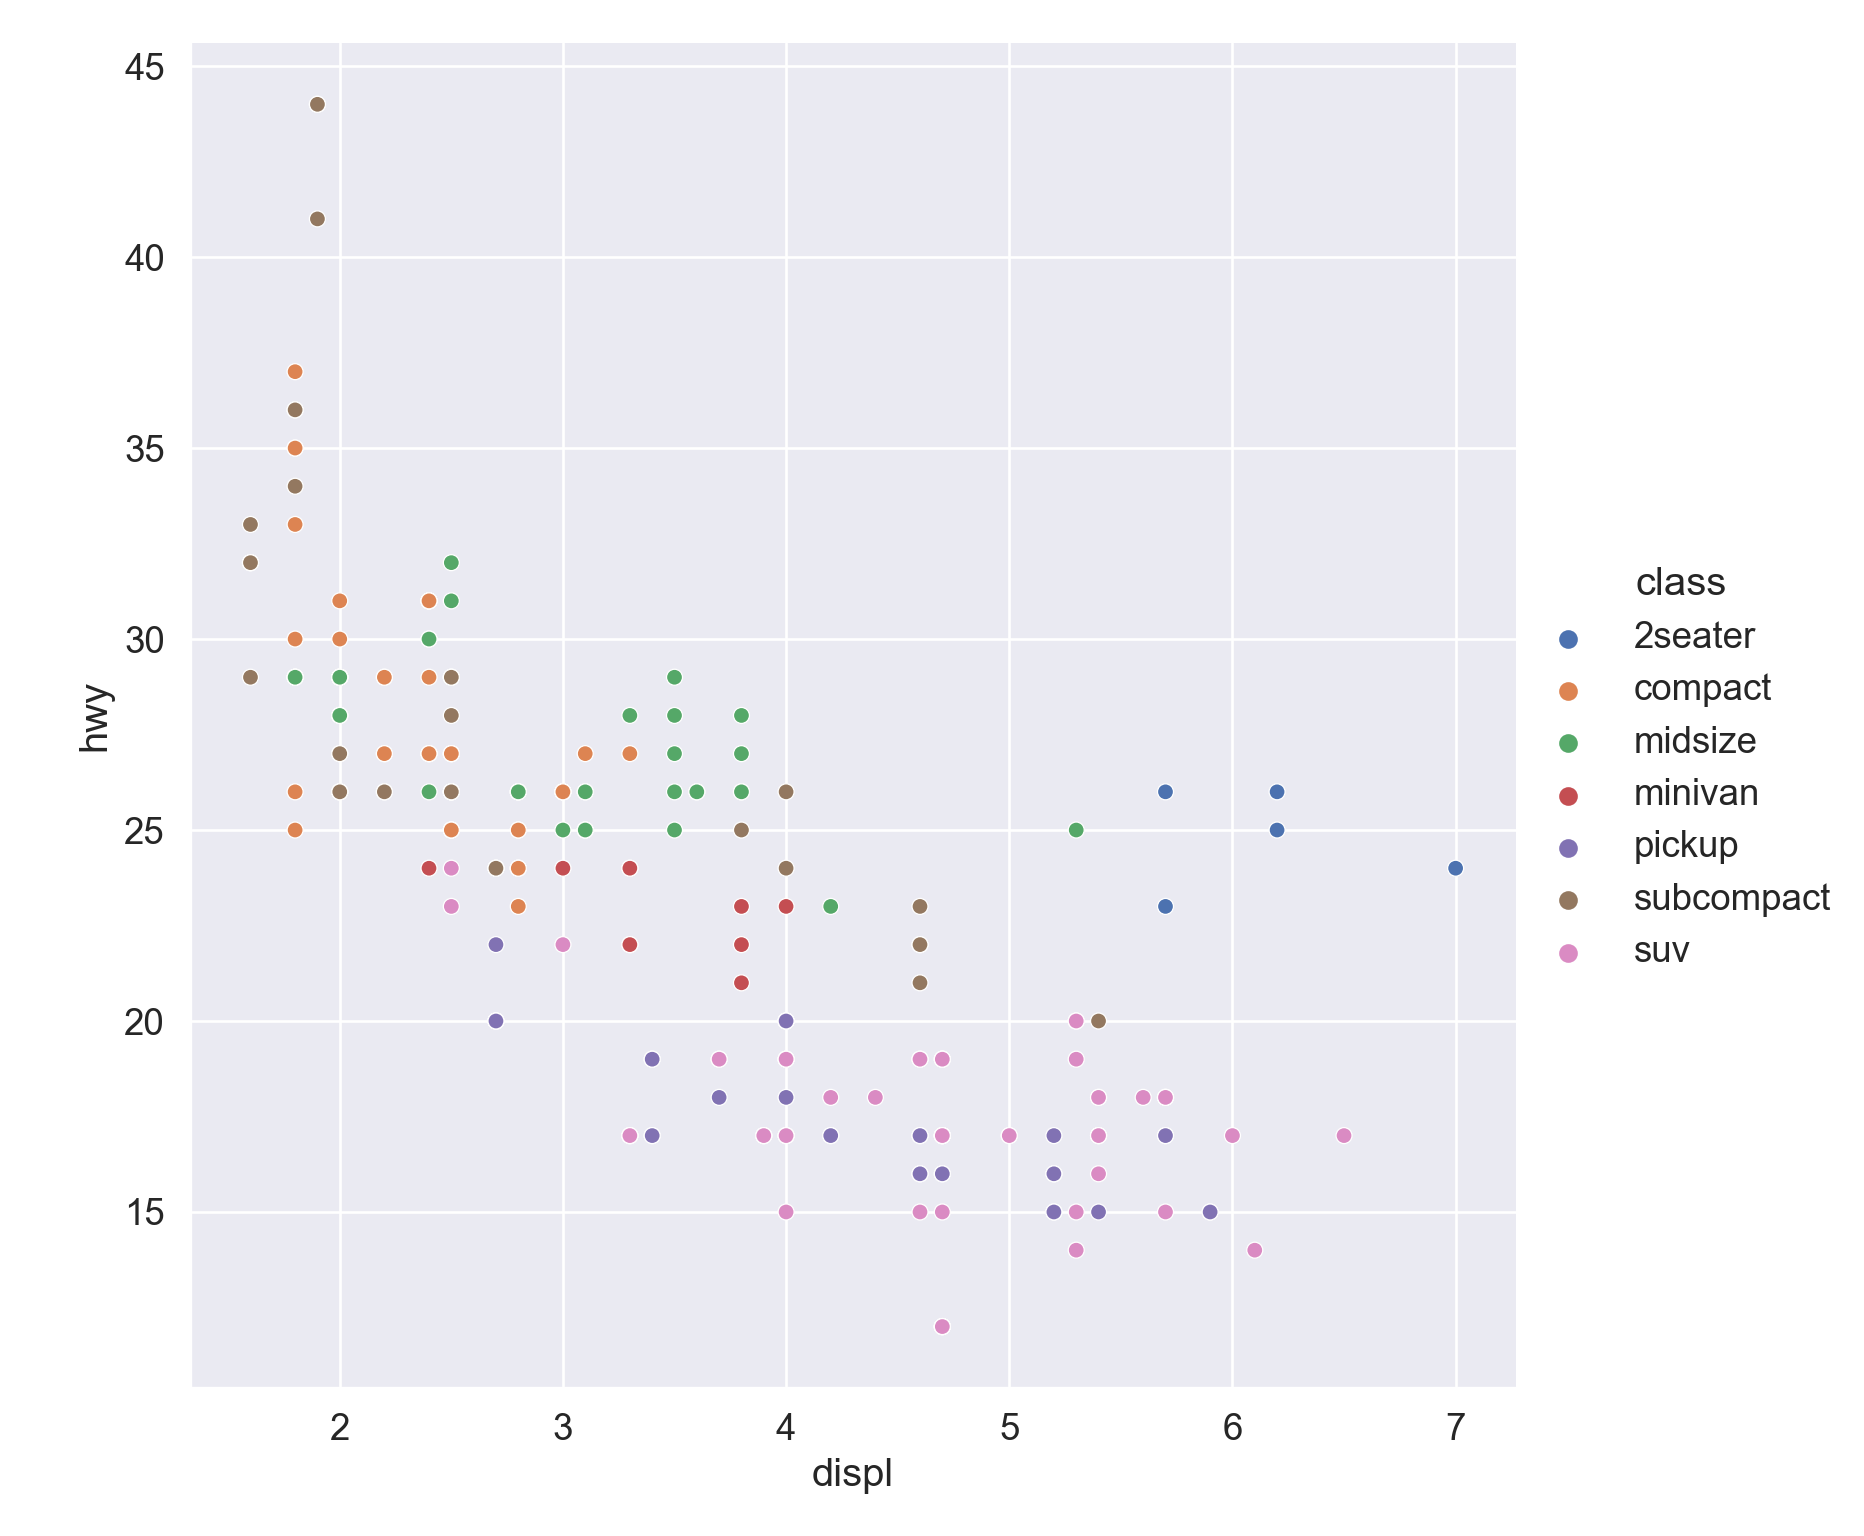 45
40
35
30
25
20
15
hwy
2 3 4 5 6 7
displ
class
2seater
compact
midsize
minivan
pickup
subcompact
suv